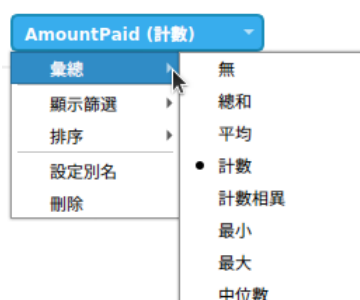 AmountPaid (計數)
彙總
顯示篩選
排序
設定別名
刪除
無
總和
平均
計數
計數相異
最小
最大
中位數